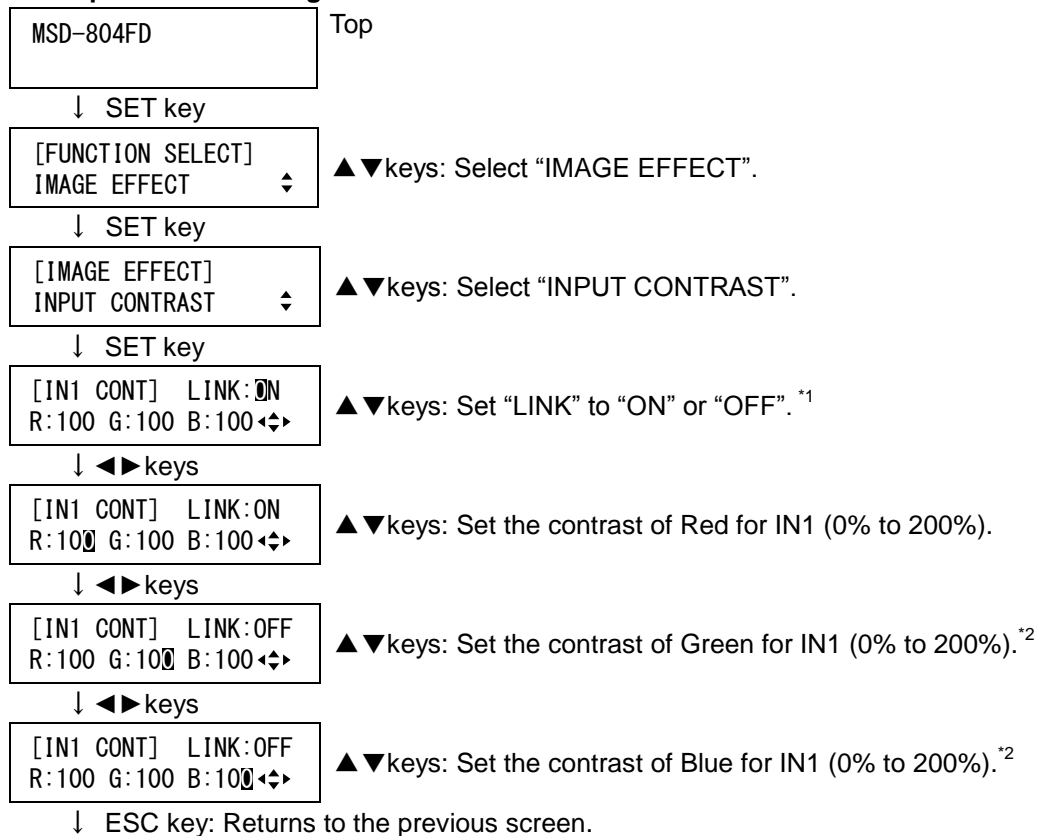 MSD-804FD
Top
↓ SET key
[FUNCTION SELECT]
IMAGE EFFECT
▲▼keys: Select “IMAGE EFFECT”.
↓ SET key
[IMAGE EFFECT]
INPUT CONTRAST
▲▼keys: Select “INPUT CONTRAST”.
↓ SET key
[IN1 CONT] LINK:ON
R:100 G:100 B:100
▲▼keys: Set “LINK” to “ON” or “OFF”. *1
↓ ◄►keys
[IN1 CONT] LINK:ON
R:100 G:100 B:100
▲▼keys: Set the contrast of Red for IN1 (0% to 200%).
↓ ◄►keys
[IN1 CONT] LINK:OFF
R:100 G:100 B:100
▲▼keys: Set the contrast of Green for IN1 (0% to 200%).*2
↓ ◄►keys
[IN1 CONT] LINK:OFF
R:100 G:100 B:100
▲▼keys: Set the contrast of Blue for IN1 (0% to 200%).*2
↓ ESC key: Returns to the previous screen.